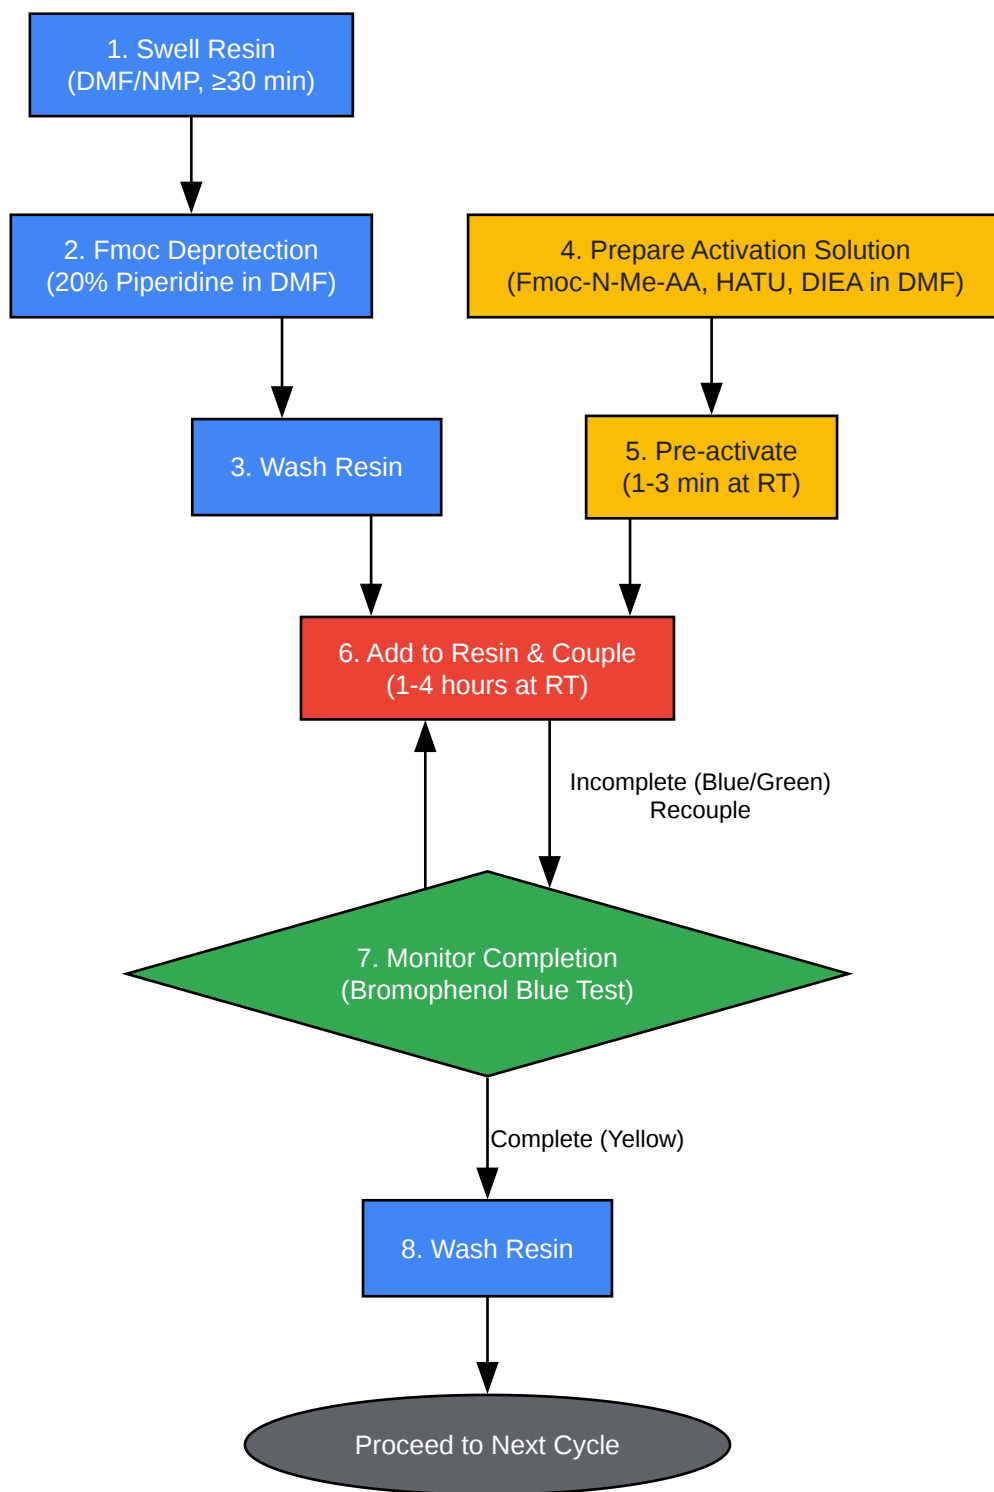 1. Swell Resin
(DMF/NMP, ≥30 min)
2. Fmoc Deprotection
(20% Piperidine in DMF)
4. Prepare Activation Solution
(Fmoc-N-Me-AA, HATU, DIEA in DMF)
3. Wash Resin
5. Pre-activate
(1-3 min at RT)
6. Add to Resin & Couple
(1-4 hours at RT)
Incomplete (Blue/Green)
Recouple
7. Monitor Completion
(Bromophenol Blue Test)
Complete (Yellow)
8. Wash Resin
Proceed to Next Cycle